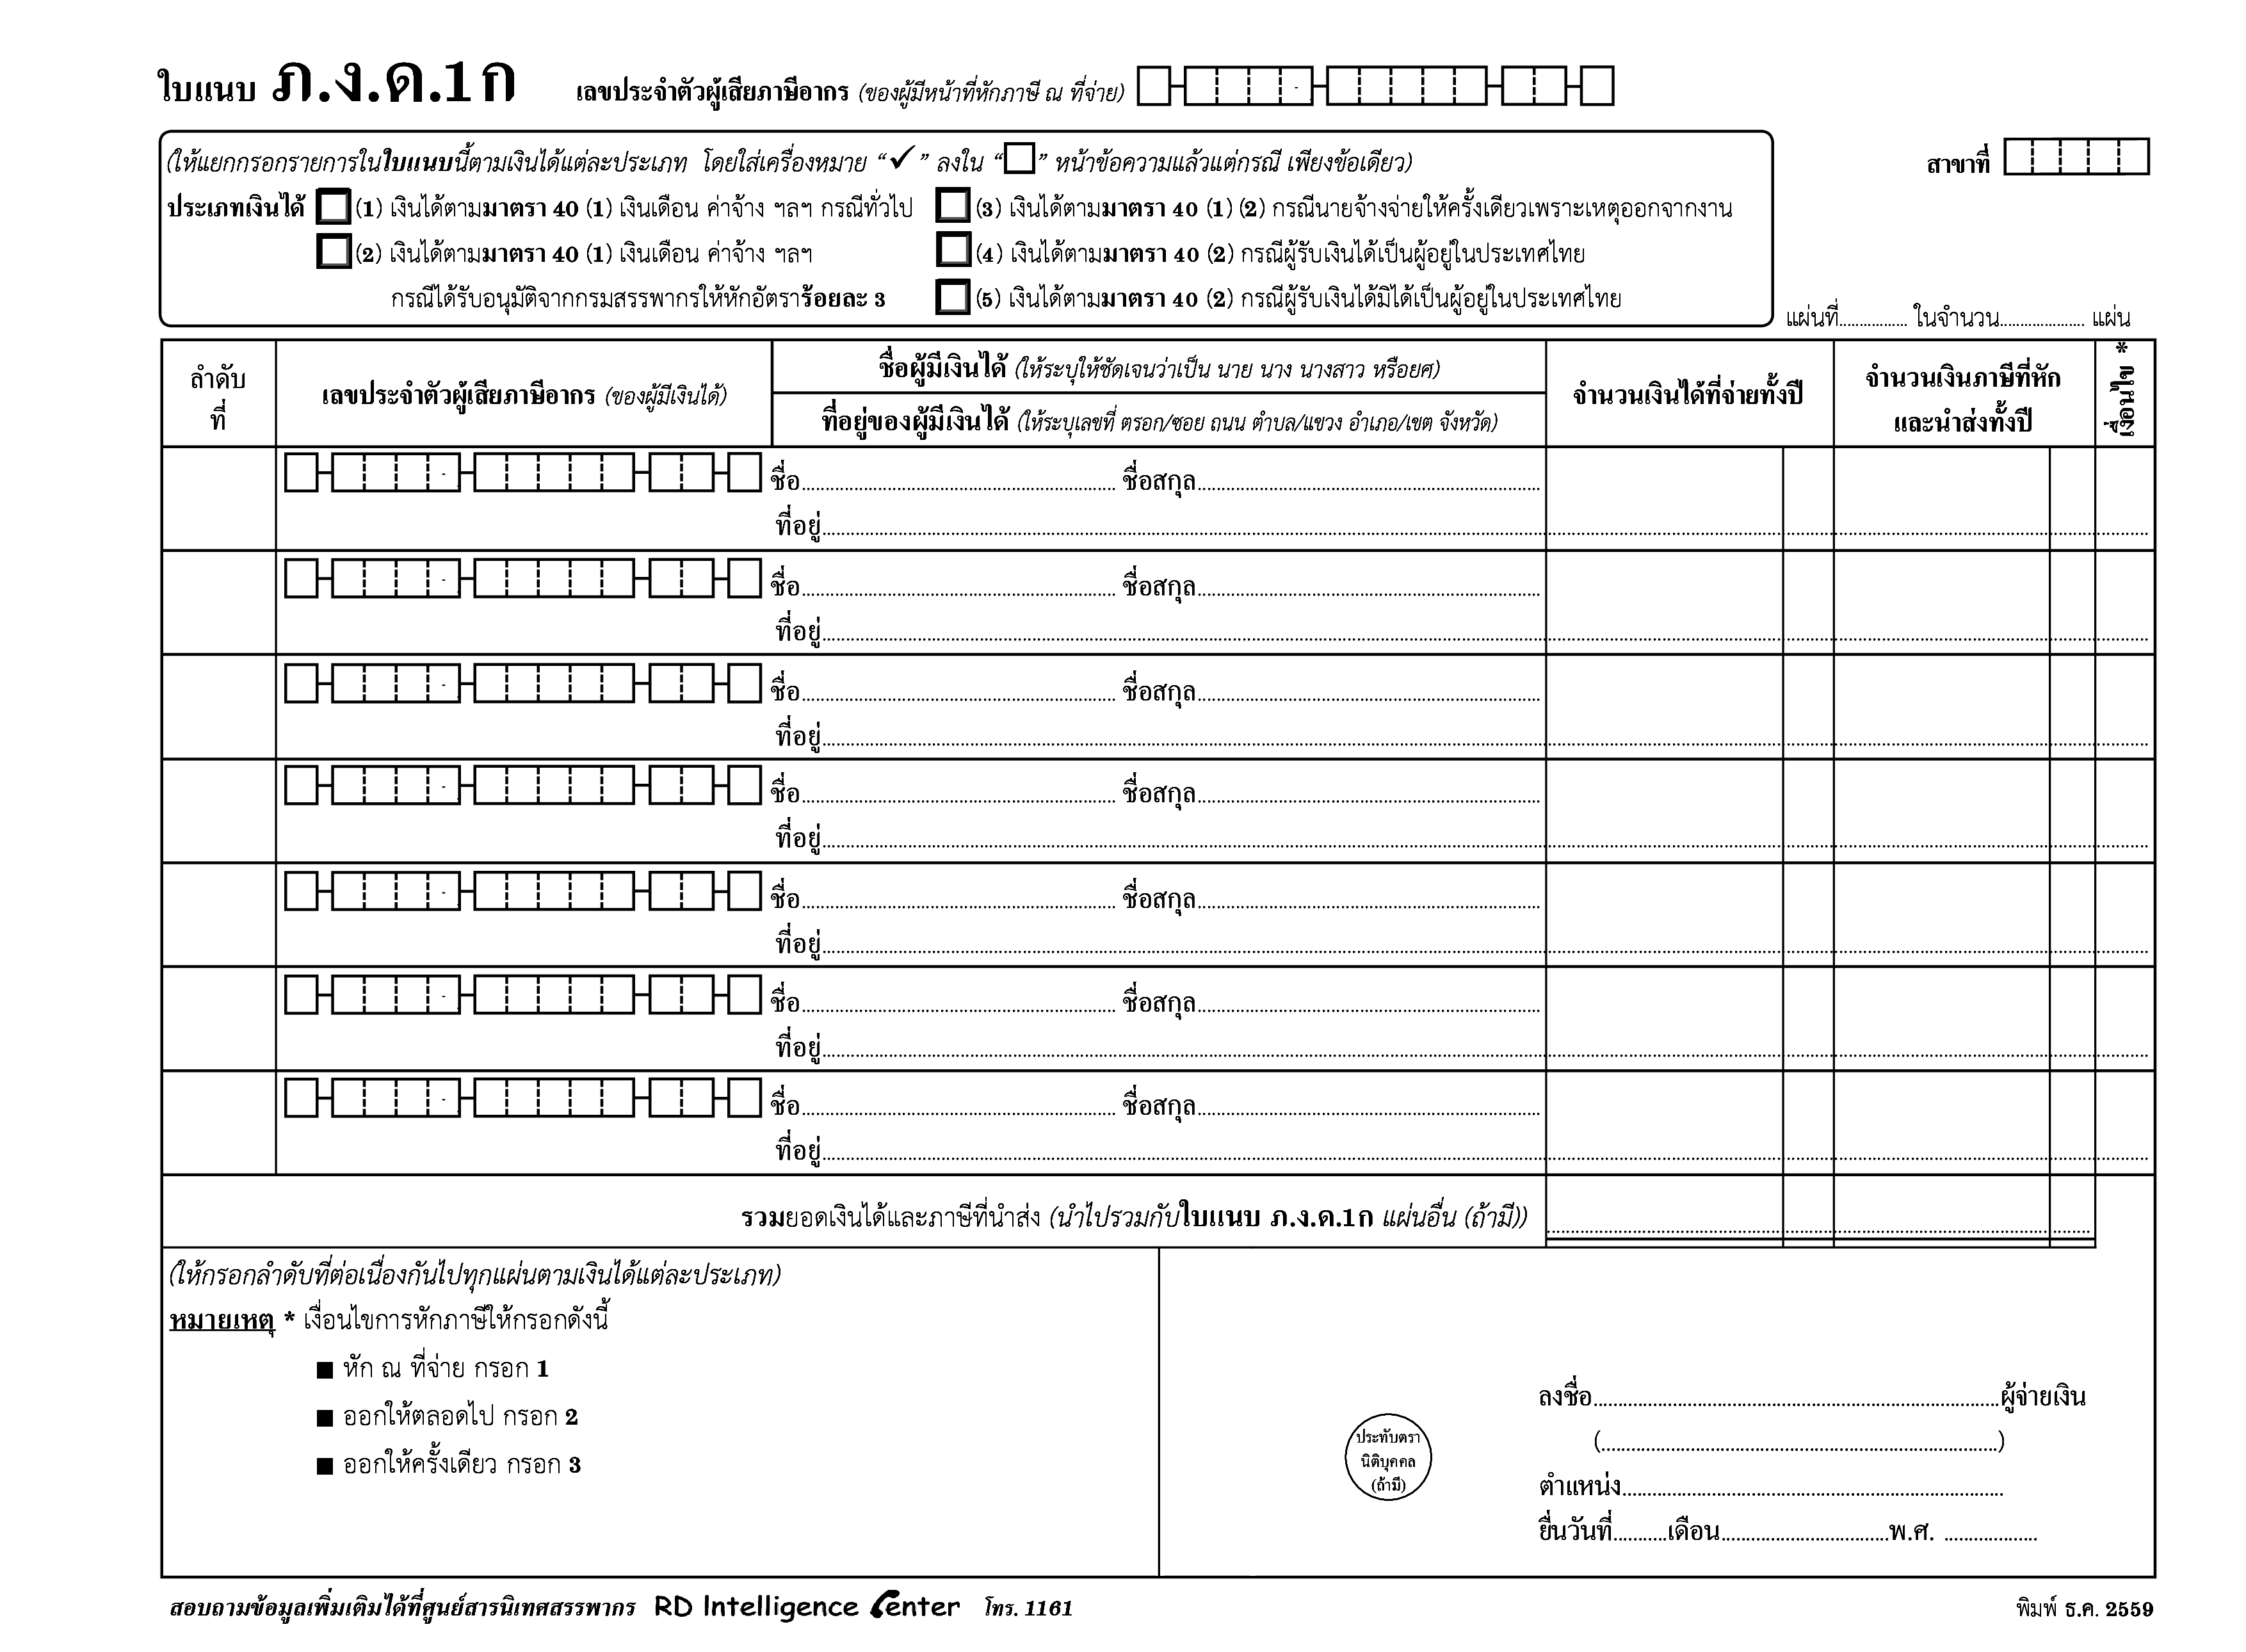 ใบแนบ ภ.ง.ด.1ก เลขประจำตัวผู้เสียภาษีอากร (ของผู้มีหน้าที่หักภาษี ณ ที่จ่าย)
(ให้แยกกรอกรายการในใบแนบนี้ตามเงินได้แต่ละประเภท โดยใส่เครื่องหมาย “✓” ลงใน “☐” หน้าข้อความแล้วแต่กรณี เพียงข้อเดียว)
สาขาที่
ประเภทเงินได้ (1) เงินได้ตามมาตรา 40 (1) เงินเดือน ค่าจ้าง ฯลฯ กรณีทั่วไป (3) เงินได้ตามมาตรา 40 (1) (2) กรณีนายจ้างจ่ายให้ครั้งเดียวเพราะเหตุออกจากงาน
(2) เงินได้ตามมาตรา 40 (1) เงินเดือน ค่าจ้าง ฯลฯ (4) เงินได้ตามมาตรา 40 (2) กรณีผู้รับเงินได้เป็นผู้อยู่ในประเทศไทย
กรณีได้รับอนุมัติจากกรมสรรพากรให้หักอัตราร้อยละ 3 (5) เงินได้ตามมาตรา 40 (2) กรณีผู้รับเงินได้มิได้เป็นผู้อยู่ในประเทศไทย
แผ่นที่................ ในจำนวน.................... แผ่น
ลำดับ
ที่
เลขประจำตัวผู้เสียภาษีอากร (ของผู้มีเงินได้)
ชื่อผู้มีเงินได้ (ให้ระบุให้ชัดเจนว่าเป็น นาย นาง นางสาว หรือยศ)
ที่อยู่ของผู้มีเงินได้ (ให้ระบุเลขที่ ตรอก/ซอย ถนน ตำบล/แขวง อำเภอ/เขต จังหวัด)
จำนวนเงินได้ที่จ่ายทั้งปี
จำนวนเงินภาษีที่หัก
และนำส่งทั้งปี
เงื่อนไข *
ชื่อ.................... ชื่อสกุล....................
ที่อยู่....................
ชื่อ.................... ชื่อสกุล....................
ที่อยู่....................
ชื่อ.................... ชื่อสกุล....................
ที่อยู่....................
ชื่อ.................... ชื่อสกุล....................
ที่อยู่....................
ชื่อ.................... ชื่อสกุล....................
ที่อยู่....................
ชื่อ.................... ชื่อสกุล....................
ที่อยู่....................
ชื่อ.................... ชื่อสกุล....................
ที่อยู่....................
รวมยอดเงินได้และภาษีที่นำส่ง (นำไปรวมกับใบแนบ ภ.ง.ด.1ก แผ่นอื่น (ถ้ามี))
(ให้กรอกลำดับที่ต่อเนื่องกันไปทุกแผ่นตามเงินได้แต่ละประเภท)
หมายเหตุ * เงื่อนไขการหักภาษีให้กรอกดังนี้
■ หัก ณ ที่จ่าย กรอก 1
■ ออกให้ตลอดไป กรอก 2
■ ออกให้ครั้งเดียว กรอก 3
ประทับตรา
นิติบุคคล
(ถ้ามี)
ลงชื่อ....................ผู้จ่ายเงิน
(....................)
ตำแหน่ง....................
ยื่นวันที่..........เดือน....................พ.ศ. ..................
สอบถามข้อมูลเพิ่มเติมได้ที่ศูนย์สารนิเทศสรรพากร RD Intelligence Center โทร. 1161
พิมพ์ ธ.ค. 2559